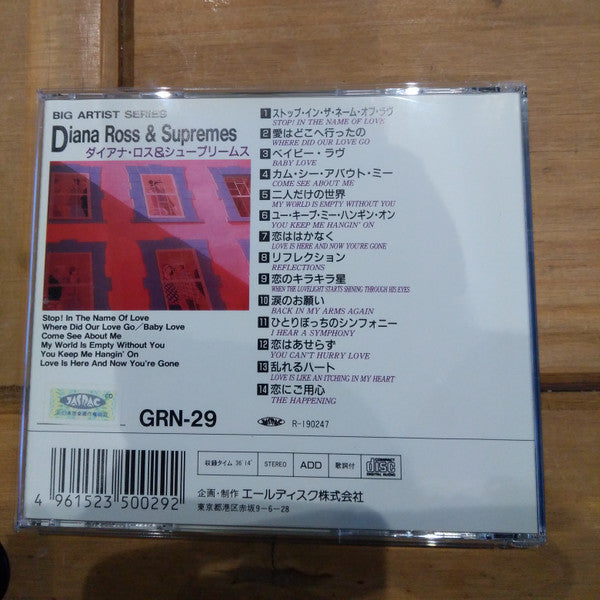 BIG ARTIST SERIES
Diana Ross & Supremes
ダイアナ・ロス&シュープリームス
Stop! In The Name Of Love
Where Did Our Love Go／Baby Love
Come See About Me
My World Is Empty Without You
You Keep Me Hangin' On
Love Is Here And Now You're Gone
JASRAC
GRN-29
1 ストップ・イン・ザ・ネーム・オブ・ラヴ
STOP! IN THE NAME OF LOVE
2 愛はどこへ行ったの
WHERE DID OUR LOVE GO
3 ベイビー・ラヴ
BABY LOVE
4 カム・シー・アバウト・ミー
COME SEE ABOUT ME
5 二人だけの世界
MY WORLD IS EMPTY WITHOUT YOU
6 ユー・キープ・ミー・ハンギン・オン
YOU KEEP ME HANGIN' ON
7 恋ははかなく
LOVE IS HERE AND NOW YOU'RE GONE
8 リフレクション
REFLECTIONS
9 恋のキラキラ星
WHEN THE LOVELIGHT STARTS SHINING THROUGH HIS EYES
10 涙のお願い
BACK IN MY ARMS AGAIN
11 ひとりぼっちのシンフォニー
I HEAR A SYMPHONY
12 恋はあせらず
YOU CAN'T HURRY LOVE
13 乱れるハート
LOVE IS LIKE AN ITCHING IN MY HEART
14 恋にご用心
THE HAPPENING
JASRAC R-190247
収録タイム 36'14" STEREO ADD 歌詞付 COMPACT disc DIGITAL AUDIO
企画・制作 エールディスク株式会社
東京都港区赤坂9-6-28
4 961523 500292